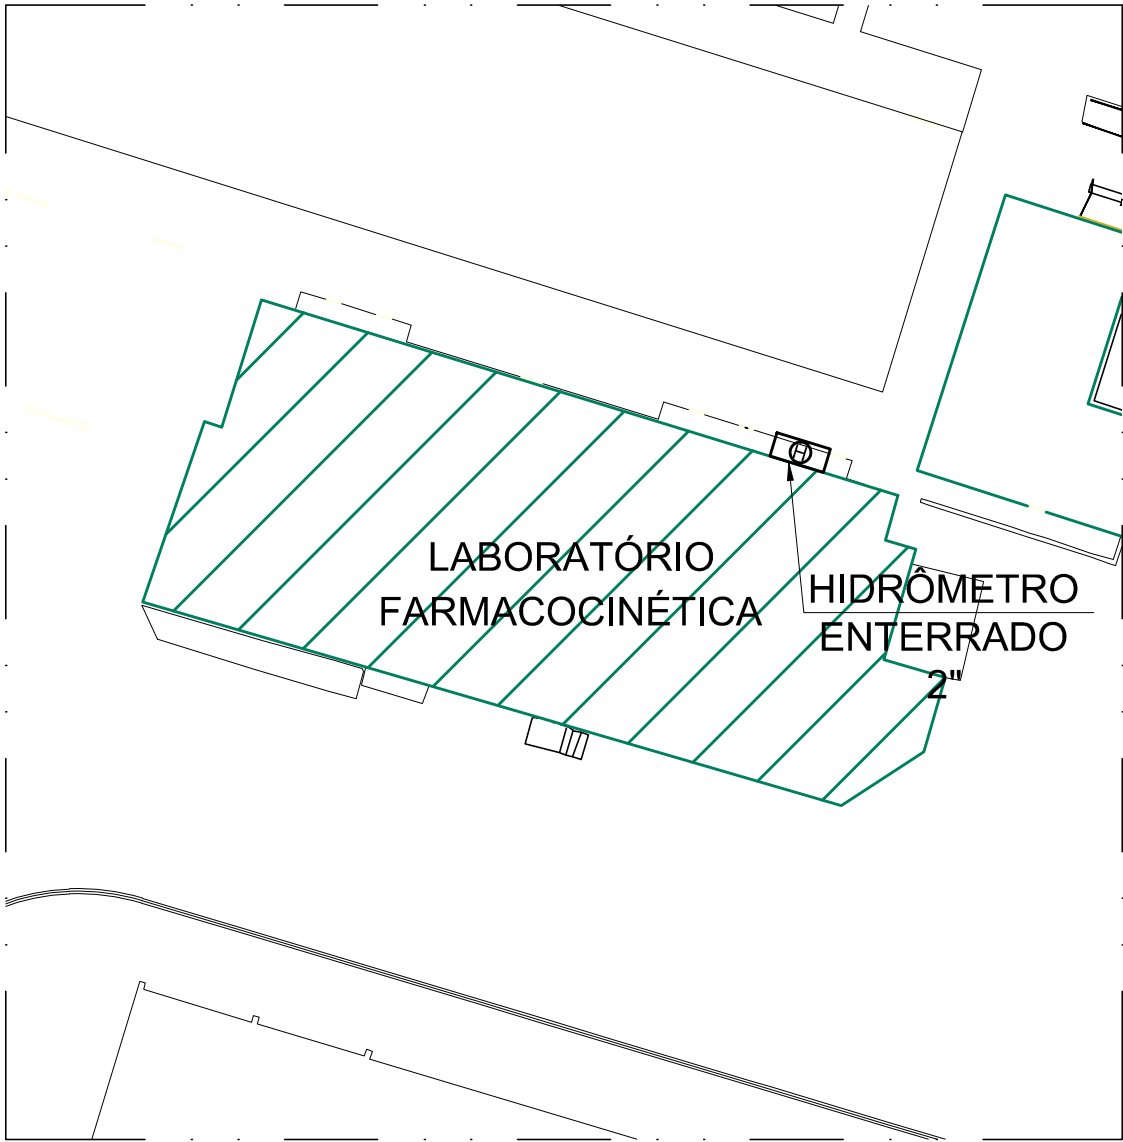 H
LABORATÓRIO
FARMACOCINÉTICA
HIDRÔMETRO
ENTERRADO
2"